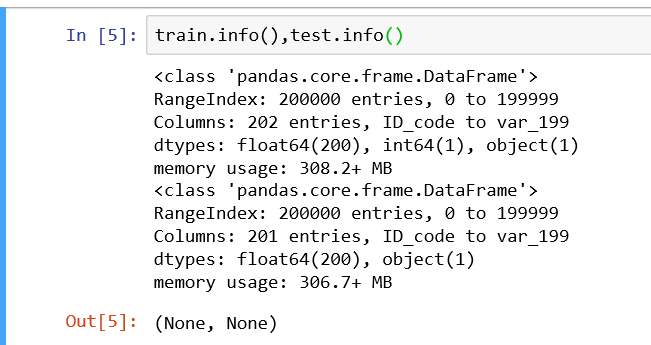 In [5]: train.info(),test.info()
<class 'pandas.core.frame.DataFrame'>
RangeIndex: 200000 entries, 0 to 199999
Columns: 202 entries, ID_code to var_199
dtypes: float64(200), int64(1), object(1)
memory usage: 308.2+ MB
<class 'pandas.core.frame.DataFrame'>
RangeIndex: 200000 entries, 0 to 199999
Columns: 201 entries, ID_code to var_199
dtypes: float64(200), object(1)
memory usage: 306.7+ MB
Out[5]: (None, None)